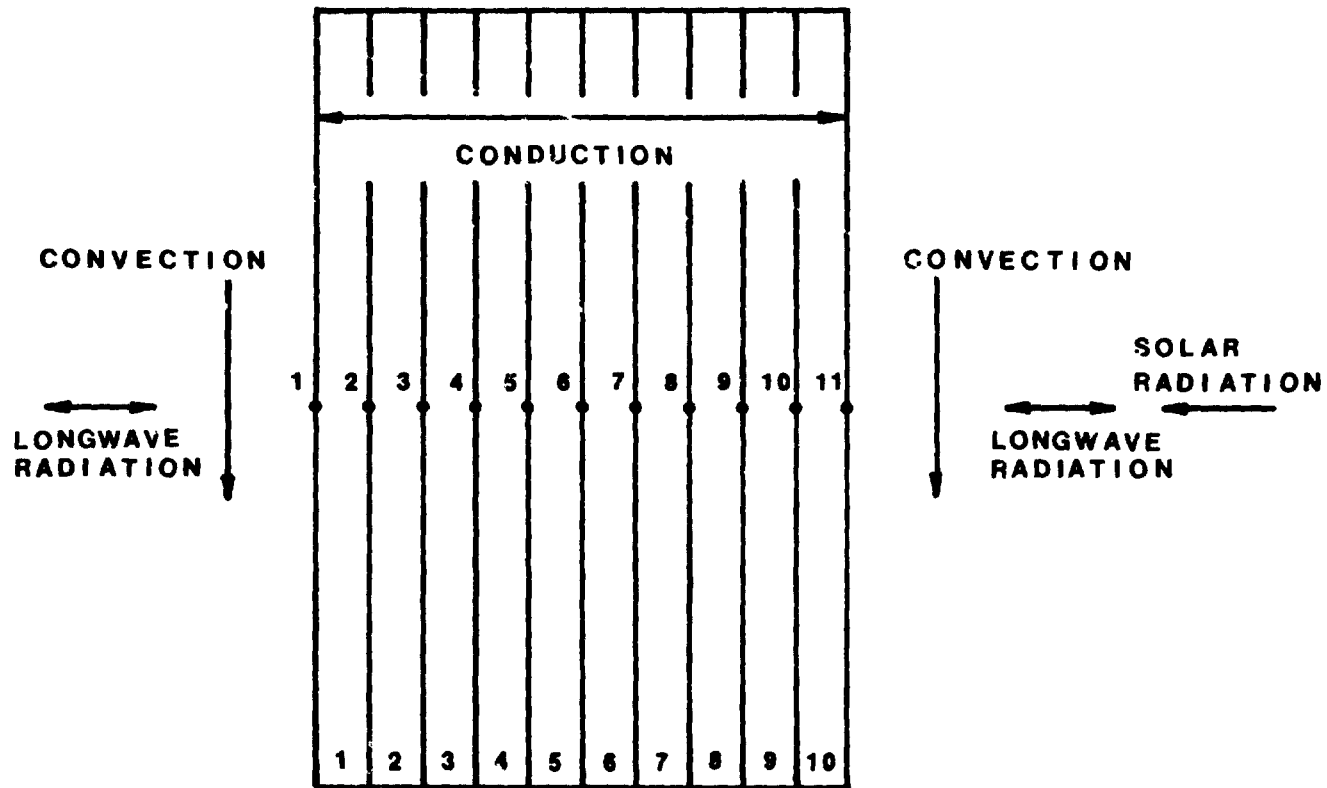 CONDUCTION
CONVECTION
CONVECTION
SOLAR
RADIATION
1 2 3 4 5 6 7 8 9 10 11
LONGWAVE
RADIATION
LONGWAVE
RADIATION
1 2 3 4 5 6 7 8 9 10